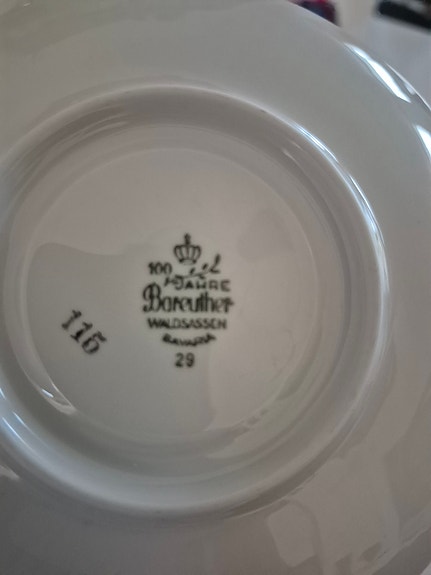 100
JAHRE
Bareuther
WALDSASSEN
BAVARIA
29
115